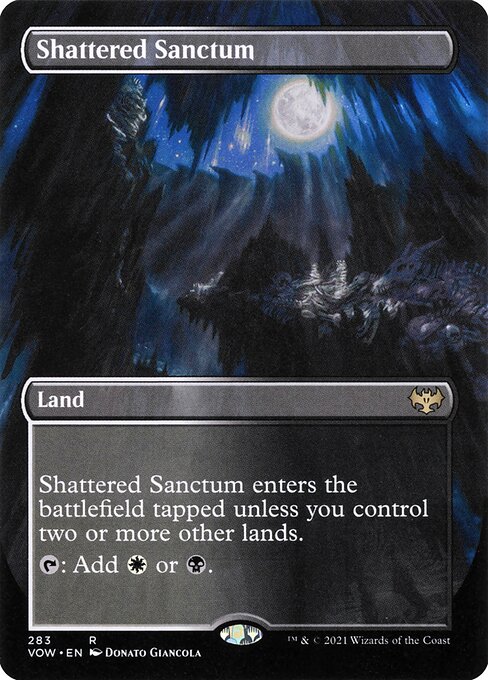 Shattered Sanctum
Land
Shattered Sanctum enters the
battlefield tapped unless you control
two or more other lands.
: Add or .
283 R
VOW • EN Donato Giancola
™ & © 2021 Wizards of the Coast